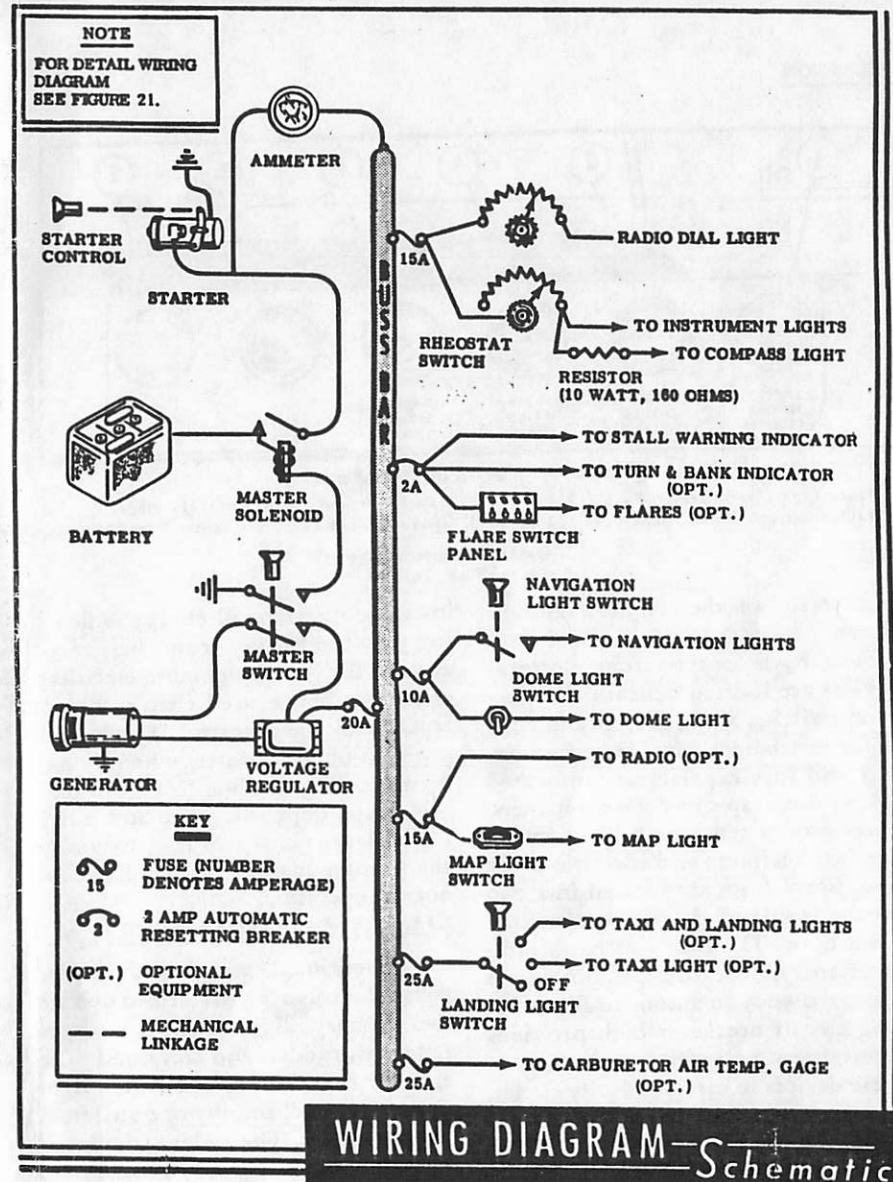 NOTE
FOR DETAIL WIRING
DIAGRAM
SEE FIGURE 21.
AMMETER
STARTER
CONTROL
STARTER
BUSS BAR
15A
RADIO DIAL LIGHT
RHEOSTAT
SWITCH
TO INSTRUMENT LIGHTS
TO COMPASS LIGHT
RESISTOR
(10 WATT, 160 OHMS)
BATTERY
MASTER
SOLENOID
2A
TO STALL WARNING INDICATOR
TO TURN & BANK INDICATOR
(OPT.)
TO FLARES (OPT.)
FLARE SWITCH
PANEL
MASTER
SWITCH
NAVIGATION
LIGHT SWITCH
TO NAVIGATION LIGHTS
10A
DOME LIGHT
SWITCH
TO DOME LIGHT
20A
GENERATOR
VOLTAGE
REGULATOR
TO RADIO (OPT.)
15A
TO MAP LIGHT
MAP LIGHT
SWITCH
TO TAXI AND LANDING LIGHTS
(OPT.)
TO TAXI LIGHT (OPT.)
25A
OFF
LANDING LIGHT
SWITCH
TO CARBURETOR AIR TEMP. GAGE
(OPT.)
25A
KEY
15
FUSE (NUMBER
DENOTES AMPERAGE)
2
2 AMP AUTOMATIC
RESETTING BREAKER
(OPT.) OPTIONAL
EQUIPMENT
MECHANICAL
LINKAGE
WIRING DIAGRAM
Schematic